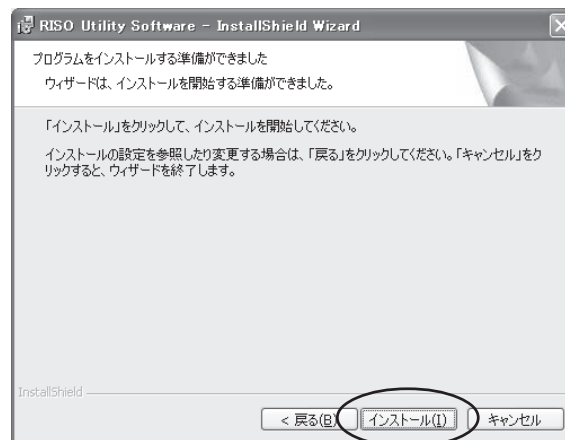 RISO Utility Software - InstallShield Wizard
プログラムをインストールする準備ができました
ウィザードは、インストールを開始する準備ができました。
「インストール」をクリックして、インストールを開始してください。
インストールの設定を参照したり変更する場合は、「戻る」をクリックしてください。「キャンセル」をク
リックすると、ウィザードを終了します。
InstallShield
< 戻る(B) インストール(I) キャンセル